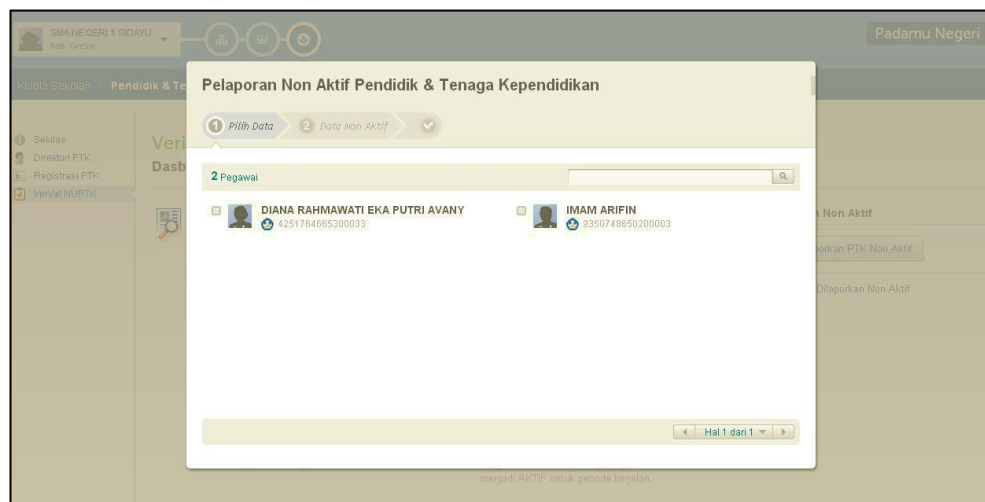 SMA NEGERI 1 SIDAYU
Kab. Gresik
Padamu Negeri
Kelola Sekolah Pendidik & Te
Sekilas
Direktori PTK
Registrasi PTK
VerVal NUPTK
Veri
Dasb
Pelaporan Non Aktif Pendidik & Tenaga Kependidikan
1 Pilih Data 2 Data Non Aktif
2 Pegawai
DIANA RAHMAWATI EKA PUTRI AVANY
4251764665300033
IMAM ARIFIN
9350748650200003
Hal 1 dari 1
Non Aktif
orkan PTK Non Aktif
Dilaporkan Non Aktif
menjadi AKTIF untuk periode berjalan